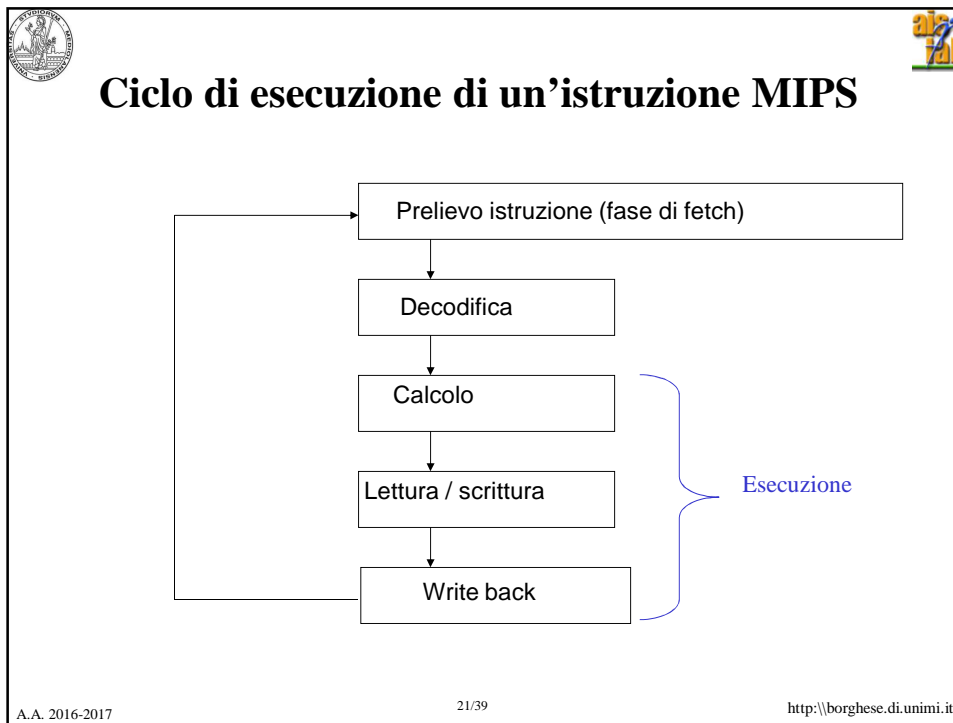 Ciclo di esecuzione di un’istruzione MIPS
Prelievo istruzione (fase di fetch)
Decodifica
Calcolo
Lettura / scrittura
Esecuzione
Write back
A.A. 2016-2017
21/39
http:\\borghese.di.unimi.it